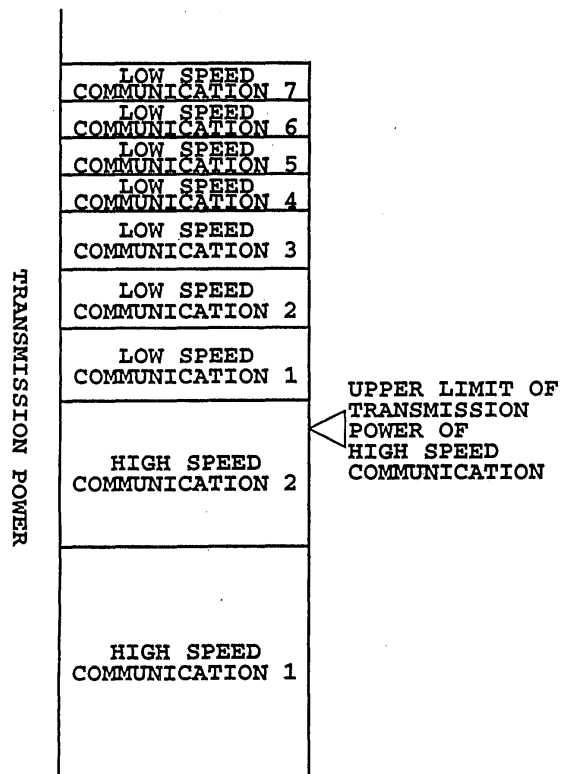 LOW SPEED
COMMUNICATION 7
LOW SPEED
COMMUNICATION 6
LOW SPEED
COMMUNICATION 5
LOW SPEED
COMMUNICATION 4
LOW SPEED
COMMUNICATION 3
LOW SPEED
COMMUNICATION 2
LOW SPEED
COMMUNICATION 1
HIGH SPEED
COMMUNICATION 2
HIGH SPEED
COMMUNICATION 1
TRANSMISSION POWER
UPPER LIMIT OF
TRANSMISSION
POWER OF
HIGH SPEED
COMMUNICATION